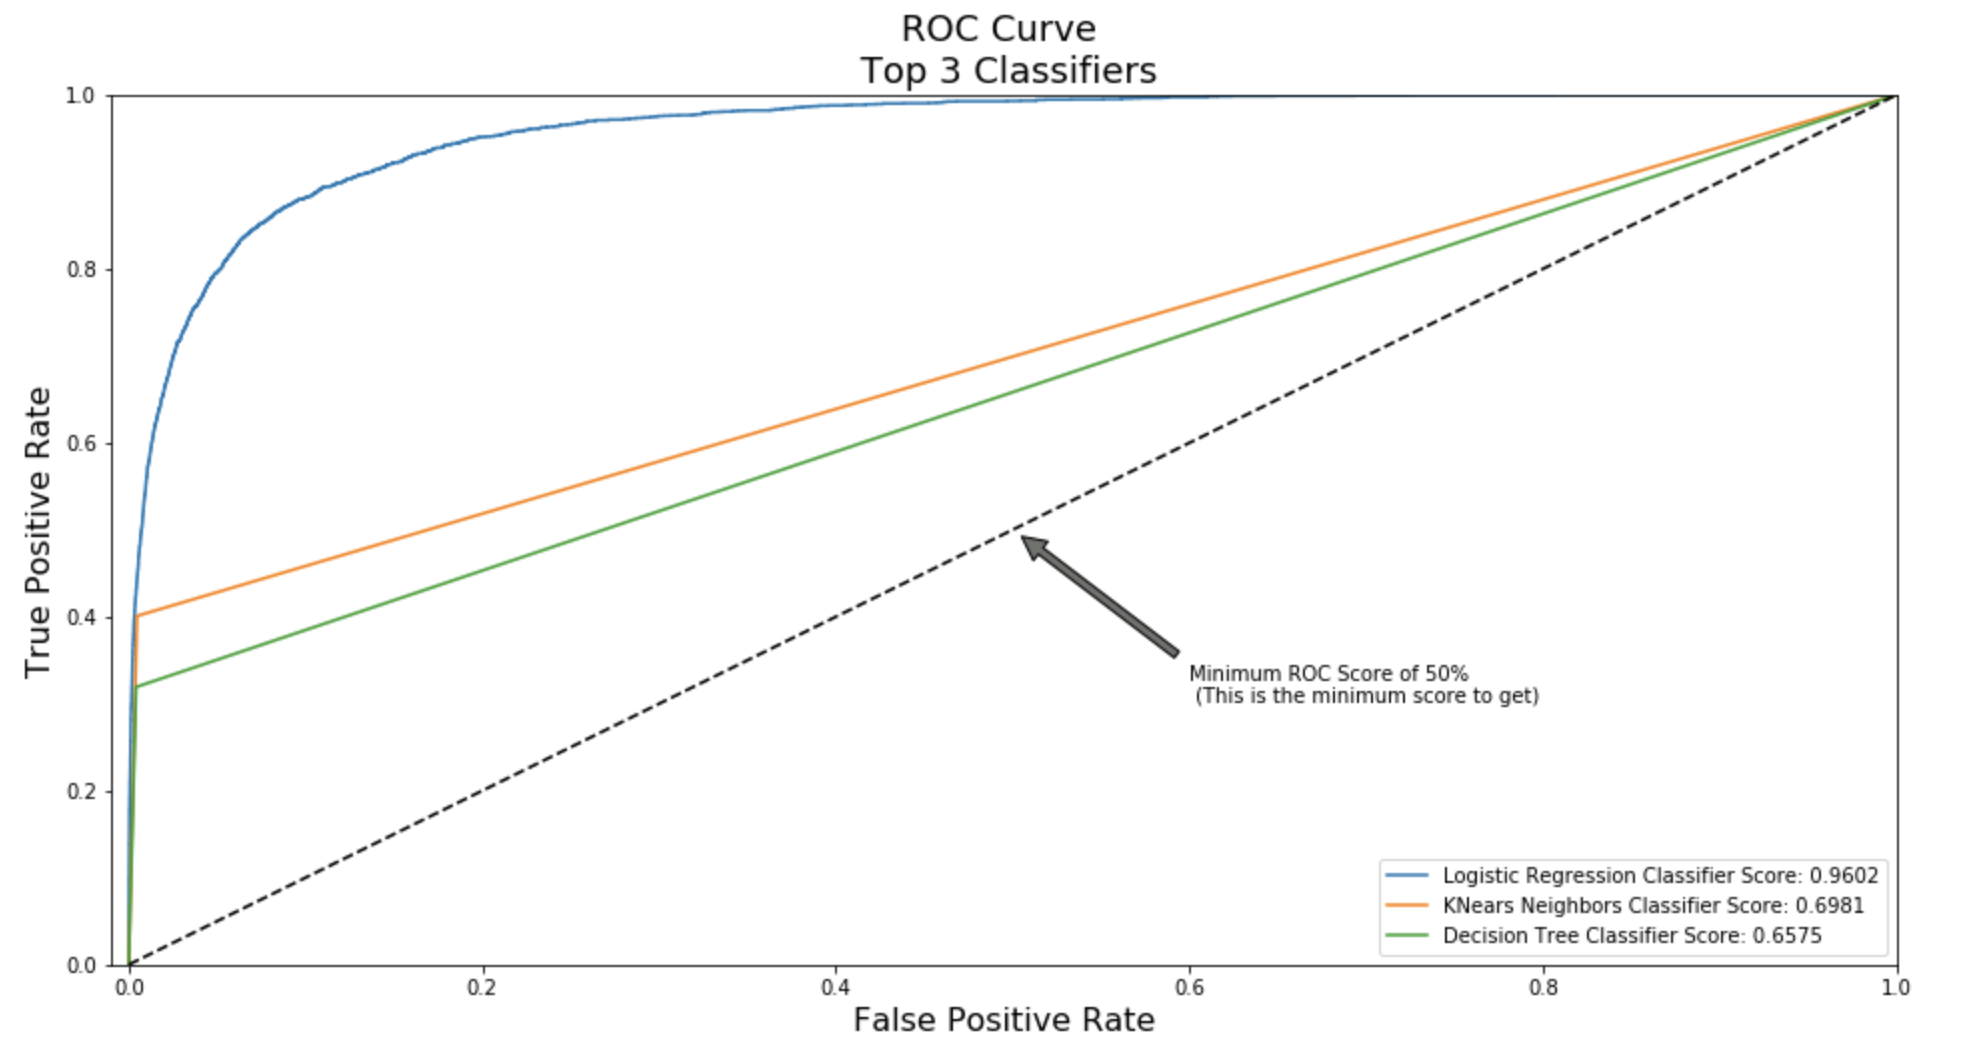 ROC Curve
Top 3 Classifiers
1.0
0.8
0.6
0.4
0.2
0.0
True Positive Rate
Minimum ROC Score of 50%
(This is the minimum score to get)
Logistic Regression Classifier Score: 0.9602
KNears Neighbors Classifier Score: 0.6981
Decision Tree Classifier Score: 0.6575
0.0 0.2 0.4 0.6 0.8 1.0
False Positive Rate